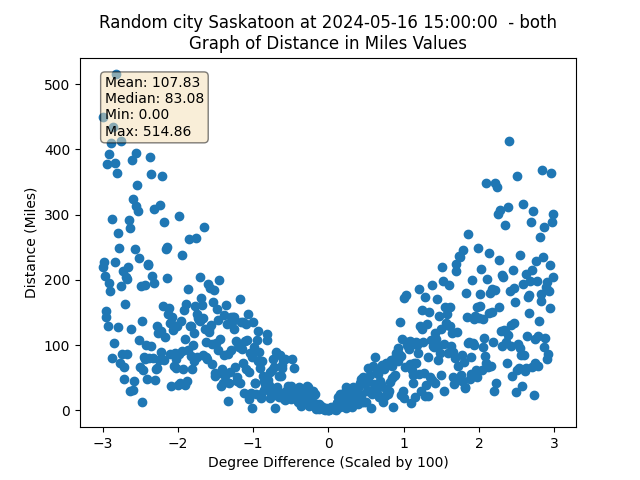 Random city Saskatoon at 2024-05-16 15:00:00  - both
Graph of Distance in Miles Values
Mean: 107.83
Median: 83.08
Min: 0.00
Max: 514.86
500
400
300
200
100
0
Distance (Miles)
−3
−2
−1
0
1
2
3
Degree Difference (Scaled by 100)